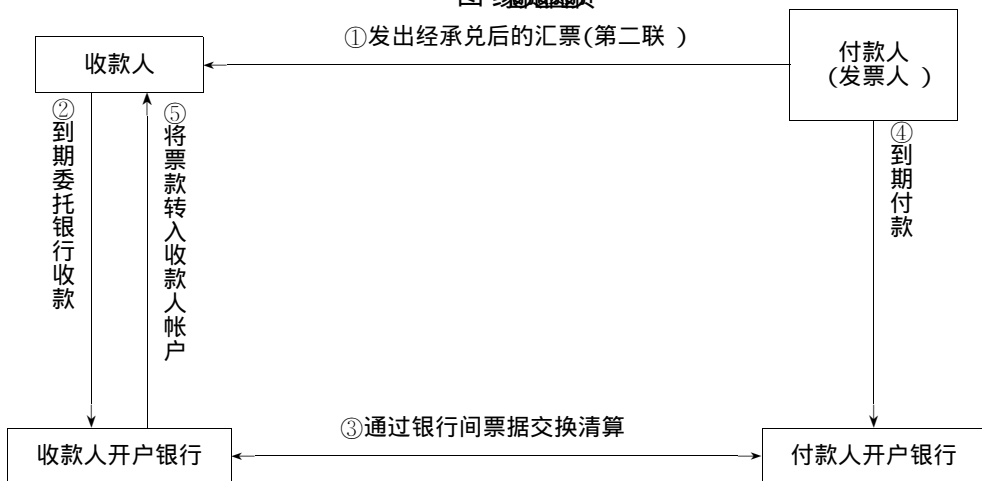 ①发出经承兑后的汇票(第二联 )
收款人
付款人
(发票人 )
②到期委托银行收款
⑤将票款转入收款人帐户
④到期付款
③通过银行间票据交换清算
收款人开户银行
付款人开户银行